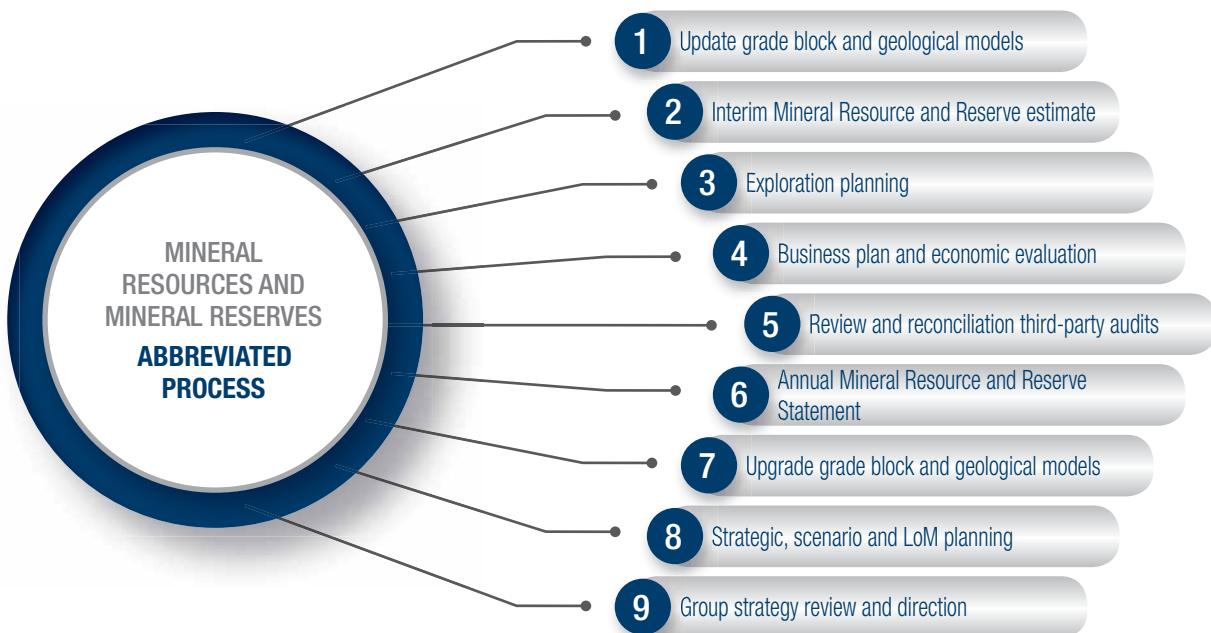 MINERAL
RESOURCES AND
MINERAL RESERVES
ABBREVIATED
PROCESS
1 Update grade block and geological models
2 Interim Mineral Resource and Reserve estimate
3 Exploration planning
4 Business plan and economic evaluation
5 Review and reconciliation third-party audits
6 Annual Mineral Resource and Reserve
Statement
7 Upgrade grade block and geological models
8 Strategic, scenario and LoM planning
9 Group strategy review and direction